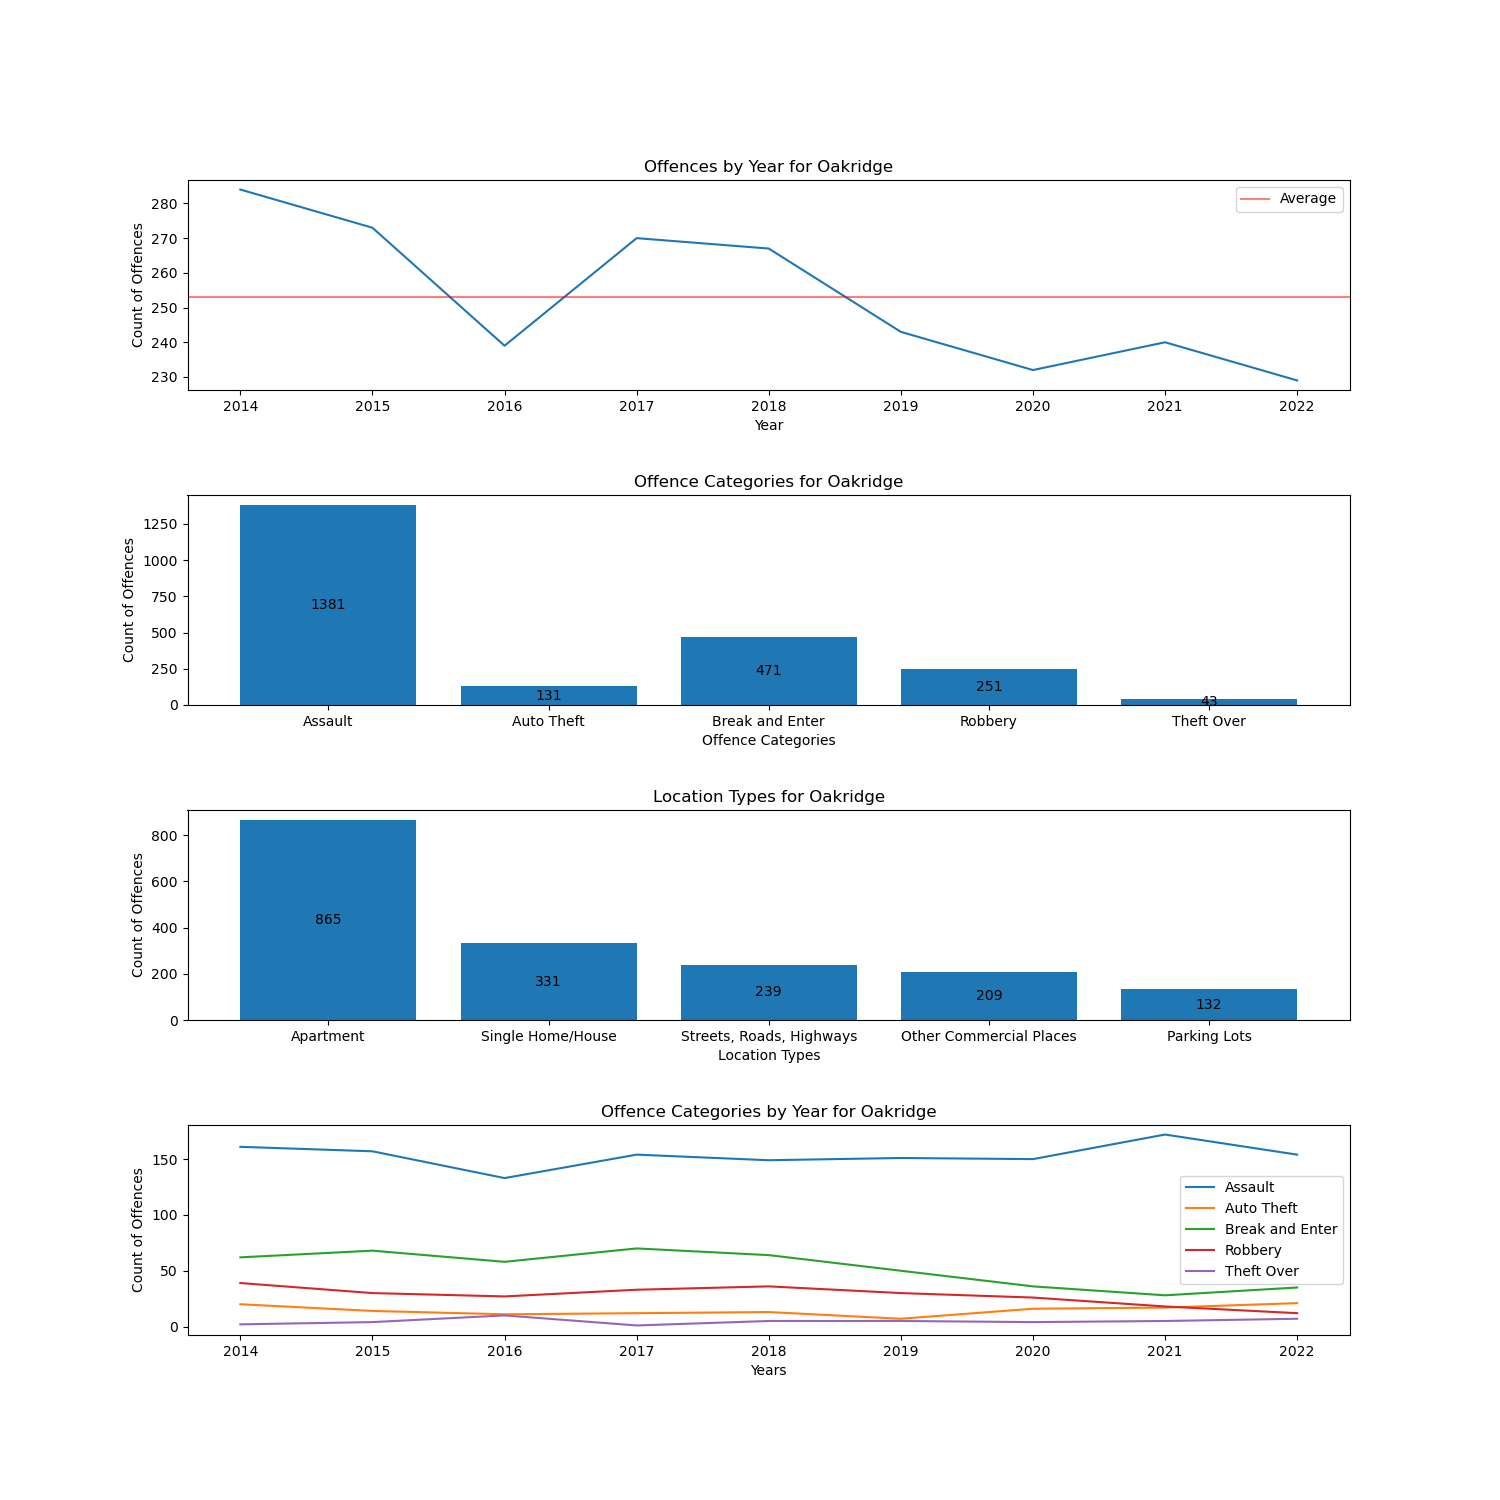 Offences by Year for Oakridge
Average
Count of Offences
280
270
260
250
240
230
2014 2015 2016 2017 2018 2019 2020 2021 2022
Year
Offence Categories for Oakridge
Count of Offences
1250
1000
750
500
250
0
1381
131
471
251
43
Assault Auto Theft Break and Enter Robbery Theft Over
Offence Categories
Location Types for Oakridge
Count of Offences
800
600
400
200
0
865
331
239
209
132
Apartment Single Home/House Streets, Roads, Highways Other Commercial Places Parking Lots
Location Types
Offence Categories by Year for Oakridge
Count of Offences
150
100
50
0
Assault
Auto Theft
Break and Enter
Robbery
Theft Over
2014 2015 2016 2017 2018 2019 2020 2021 2022
Years